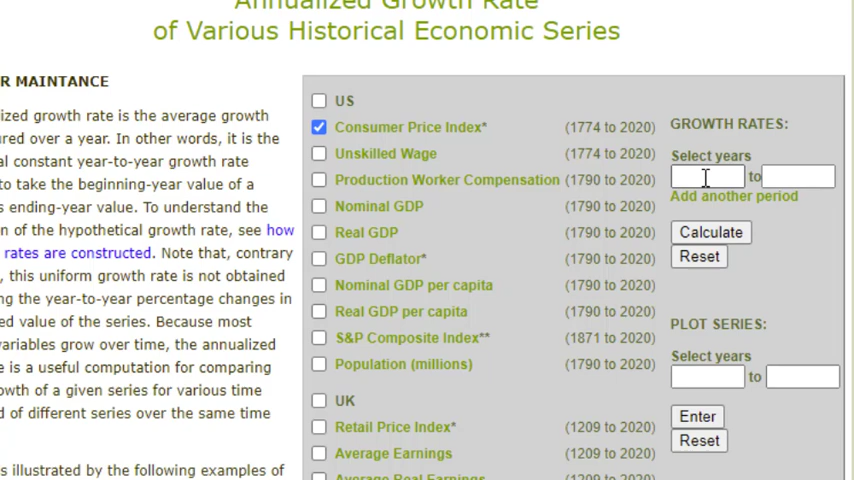 Annualized Growth Rate
of Various Historical Economic Series
R MAINTANCE
ized growth rate is the average growth
ured over a year. In other words, it is the
al constant year-to-year growth rate
to take the beginning-year value of a
s ending-year value. To understand the
n of the hypothetical growth rate, see how
rates are constructed. Note that, contrary
, this uniform growth rate is not obtained
ng the year-to-year percentage changes in
ed value of the series. Because most
variables grow over time, the annualized
e is a useful computation for comparing
owth of a given series for various time
d of different series over the same time
s illustrated by the following examples of
US
Consumer Price Index* (1774 to 2020)
Unskilled Wage (1774 to 2020)
Production Worker Compensation (1790 to 2020)
Nominal GDP (1790 to 2020)
Real GDP (1790 to 2020)
GDP Deflator* (1790 to 2020)
Nominal GDP per capita (1790 to 2020)
Real GDP per capita (1790 to 2020)
S&P Composite Index** (1871 to 2020)
Population (millions) (1790 to 2020)
UK
Retail Price Index* (1209 to 2020)
Average Earnings (1209 to 2020)
Average Real Earnings (1209 to 2020)
GROWTH RATES:
Select years
to
Add another period
Calculate
Reset
PLOT SERIES:
Select years
to
Enter
Reset